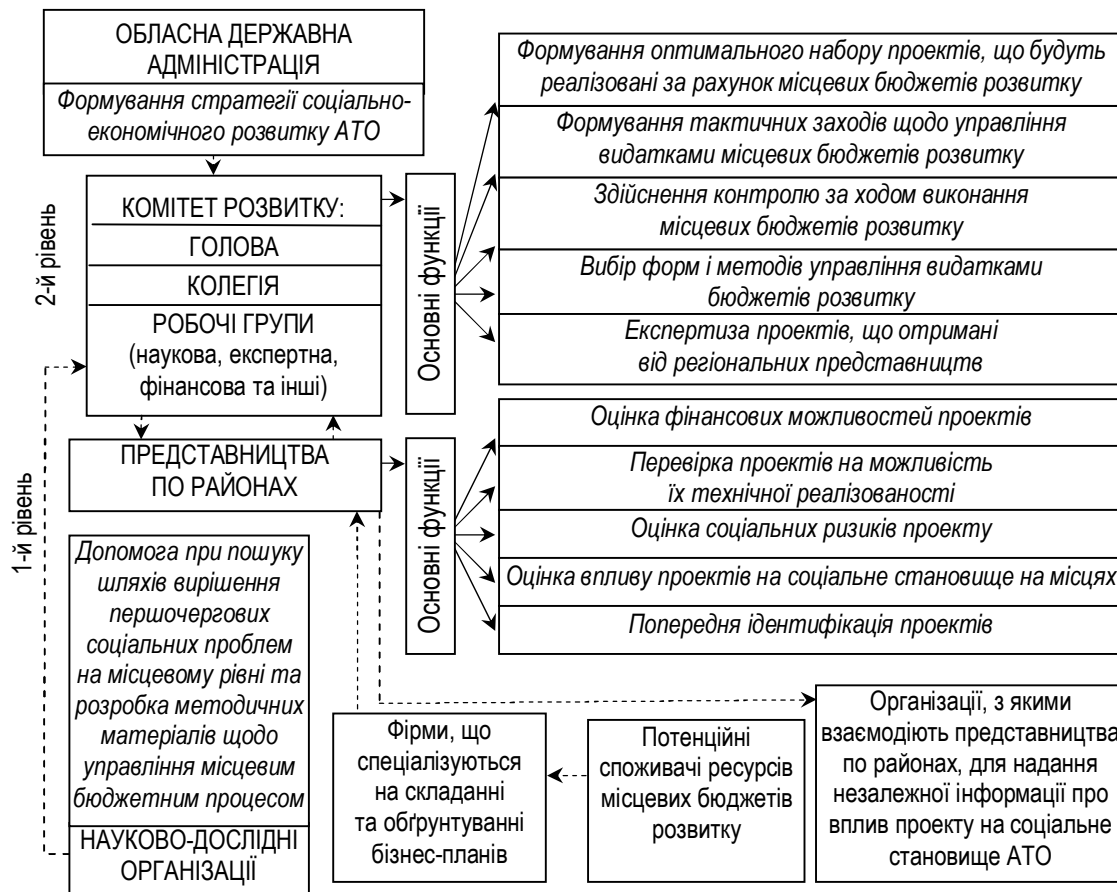 ОБЛАСНА ДЕРЖАВНА
АДМІНІСТРАЦІЯ
Формування стратегії соціально-
економічного розвитку АТО
2-й рівень
КОМІТЕТ РОЗВИТКУ:
ГОЛОВА
КОЛЕГІЯ
РОБОЧІ ГРУПИ
(наукова, експертна,
фінансова та інші)
Основні функції
Формування оптимального набору проектів, що будуть
реалізовані за рахунок місцевих бюджетів розвитку
Формування тактичних заходів щодо управління
видатками місцевих бюджетів розвитку
Здійснення контролю за ходом виконання
місцевих бюджетів розвитку
Вибір форм і методів управління видатками
бюджетів розвитку
Експертиза проектів, що отримані
від регіональних представництв
1-й рівень
ПРЕДСТАВНИЦТВА
ПО РАЙОНАХ
Основні функції
Оцінка фінансових можливостей проектів
Перевірка проектів на можливість
їх технічної реалізованості
Оцінка соціальних ризиків проекту
Оцінка впливу проектів на соціальне становище на місцях
Попередня ідентифікація проектів
Допомога при пошуку
шляхів вирішення
першочергових
соціальних проблем
на місцевому рівні та
розробка методичних
матеріалів щодо
управління місцевим
бюджетним процесом
НАУКОВО-ДОСЛІДНІ
ОРГАНІЗАЦІЇ
Фірми, що
спеціалізуються
на складанні
та обґрунтуванні
бізнес-планів
Потенційні
споживачі ресурсів
місцевих бюджетів
розвитку
Організації, з якими
взаємодіють представництва
по районах, для надання
незалежної інформації про
вплив проекту на соціальне
становище АТО